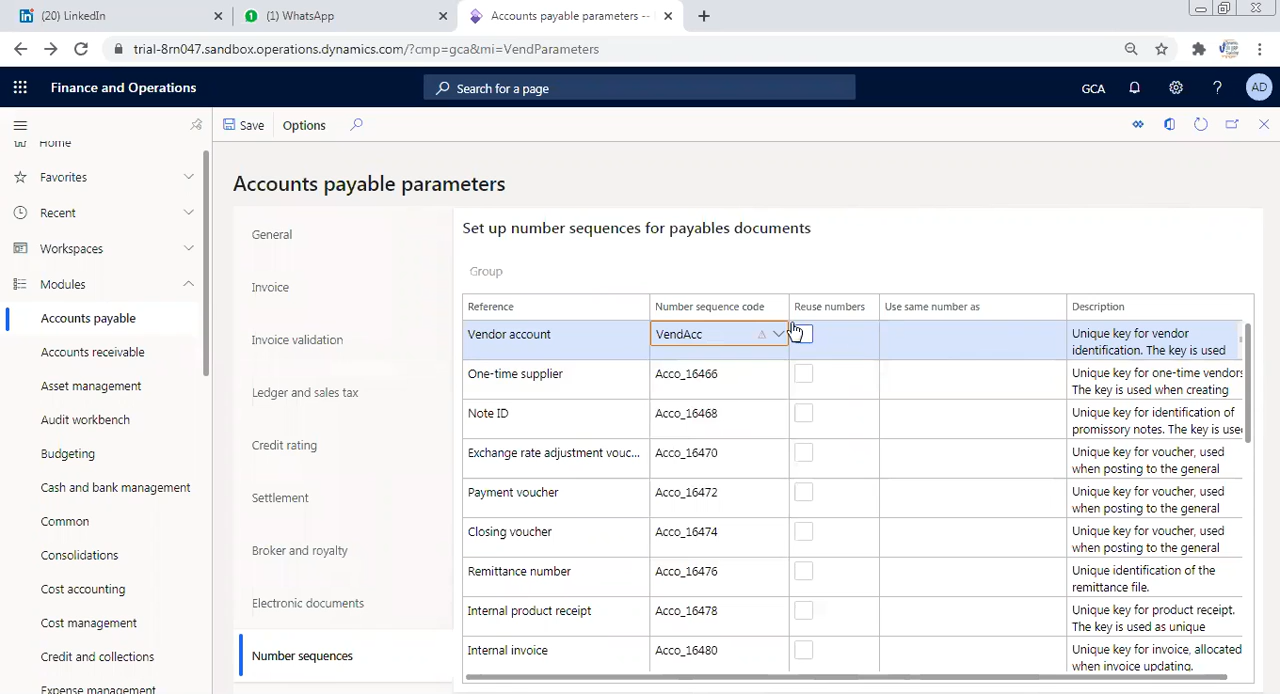 (20) LinkedIn
(1) WhatsApp
Accounts payable parameters --
trial-8rn047.sandbox.operations.dynamics.com/?cmp=gca&mi=VendParameters
Finance and Operations
Search for a page
GCA
?
AD
Save
Options
Home
Favorites
Recent
Workspaces
Modules
Accounts payable
Accounts receivable
Asset management
Audit workbench
Budgeting
Cash and bank management
Common
Consolidations
Cost accounting
Cost management
Credit and collections
Expense management
Accounts payable parameters
General
Invoice
Invoice validation
Ledger and sales tax
Credit rating
Settlement
Broker and royalty
Electronic documents
Number sequences
Set up number sequences for payables documents
Group
Reference Number sequence code Reuse numbers Use same number as Description
Vendor account VendAcc Unique key for vendor
identification. The key is used
One-time supplier Acco_16466 Unique key for one-time vendors
The key is used when creating
Note ID Acco_16468 Unique key for identification of
promissory notes. The key is used
Exchange rate adjustment vouc... Acco_16470 Unique key for voucher, used
when posting to the general
Payment voucher Acco_16472 Unique key for voucher, used
when posting to the general
Closing voucher Acco_16474 Unique key for voucher, used
when posting to the general
Remittance number Acco_16476 Unique identification of the
remittance file.
Internal product receipt Acco_16478 Unique key for product receipt.
The key is used as unique
Internal invoice Acco_16480 Unique key for invoice, allocated
when invoice updating.